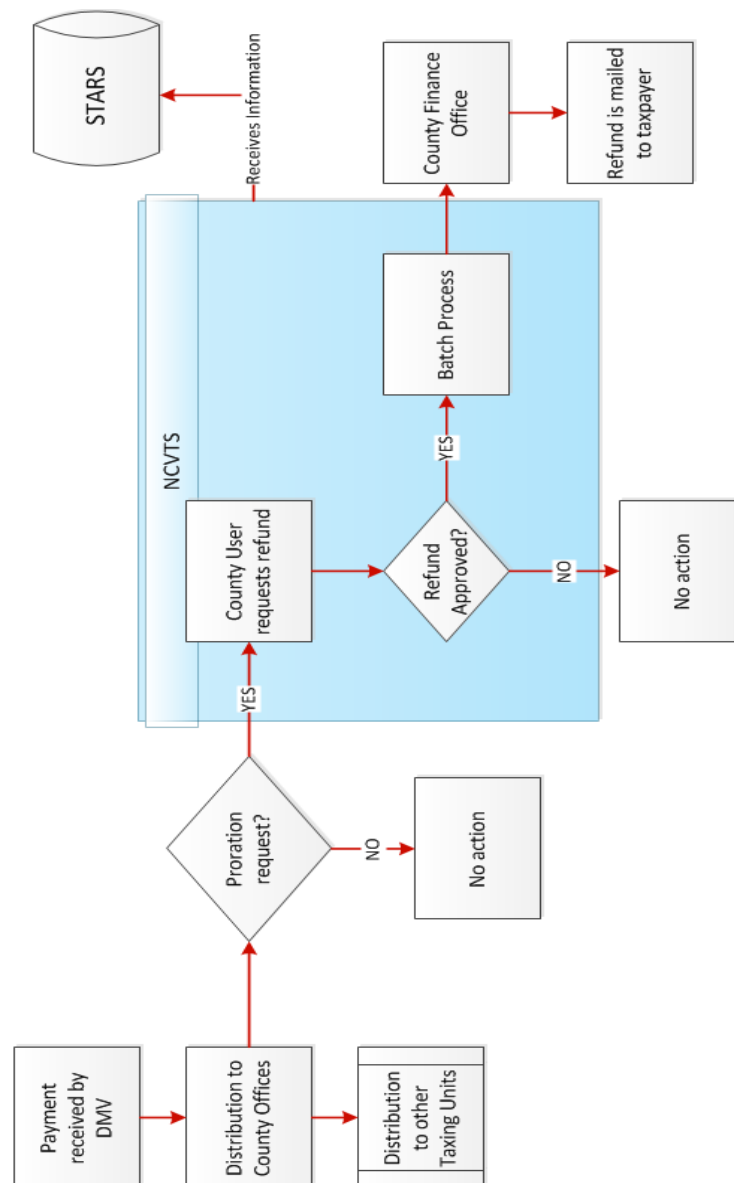 Payment
received by
DMV
Distribution to
County Offices
Distribution
to other
Taxing Units
Proration
request?
YES
NO
No action
NCVTS
County User
requests refund
Refund
Approved?
YES
NO
No action
Batch Process
Receives Information
STARS
County Finance
Office
Refund is mailed
to taxpayer